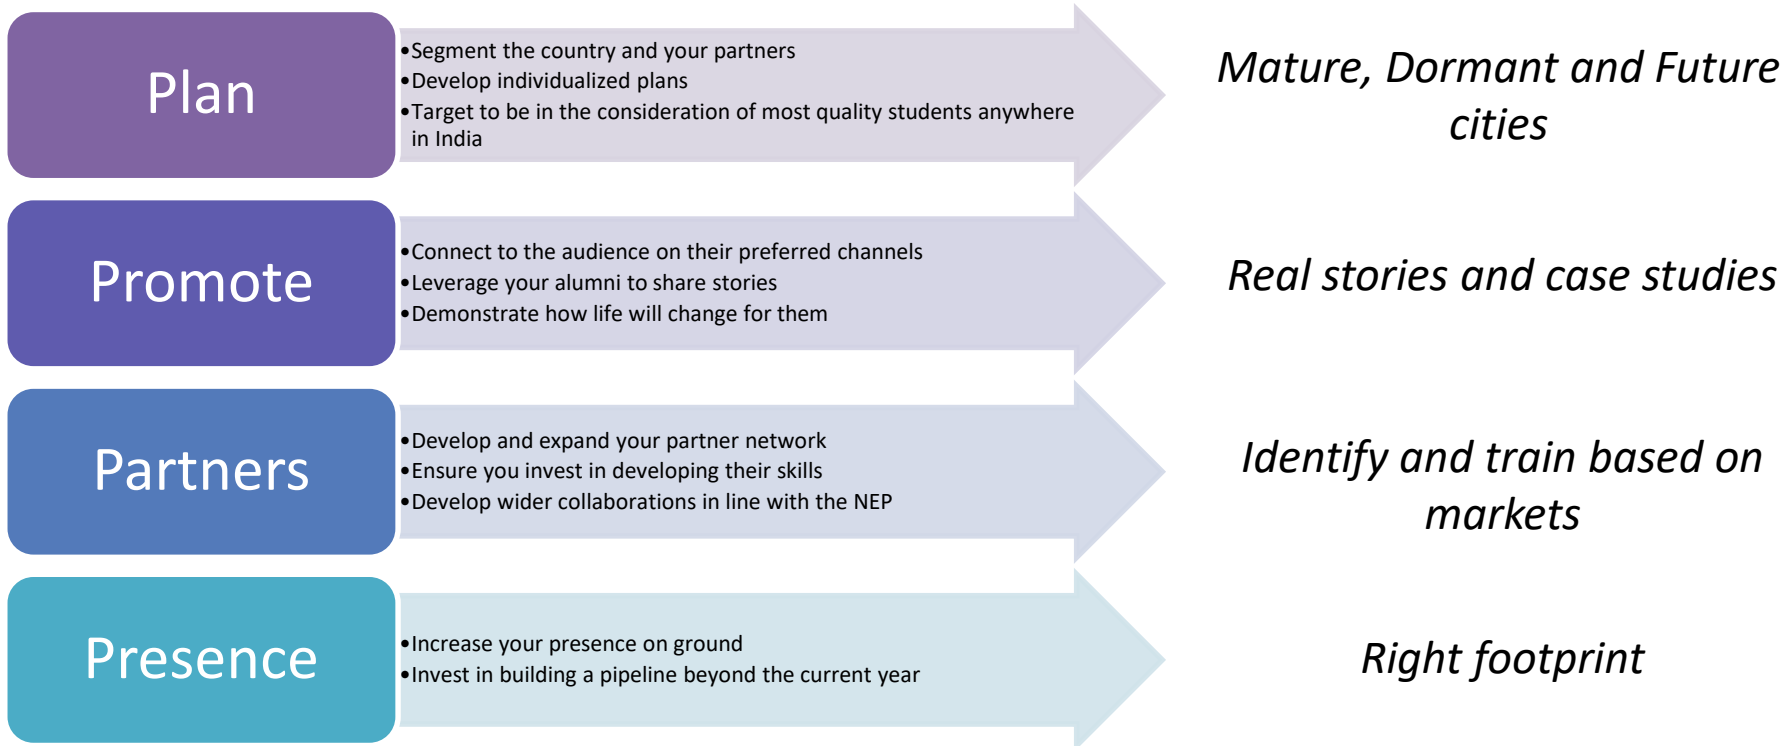 Plan
•Segment the country and your partners
•Develop individualized plans
•Target to be in the consideration of most quality students anywhere
in India
Mature, Dormant and Future
cities
Promote
•Connect to the audience on their preferred channels
•Leverage your alumni to share stories
•Demonstrate how life will change for them
Real stories and case studies
Partners
•Develop and expand your partner network
•Ensure you invest in developing their skills
•Develop wider collaborations in line with the NEP
Identify and train based on
markets
Presence
•Increase your presence on ground
•Invest in building a pipeline beyond the current year
Right footprint